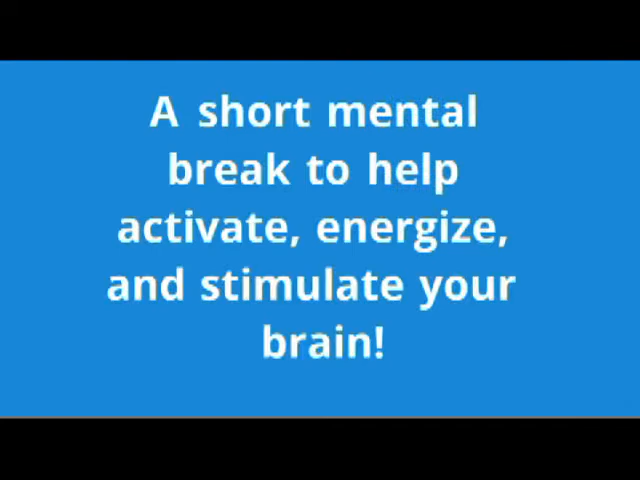 A short mental
break to help
activate, energize,
and stimulate your
brain!